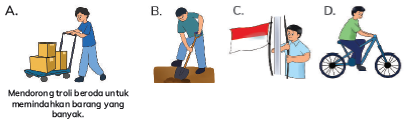 A.
B.
C.
D.
Mendorong troli beroda untuk
memindahkan barang yang
banyak.